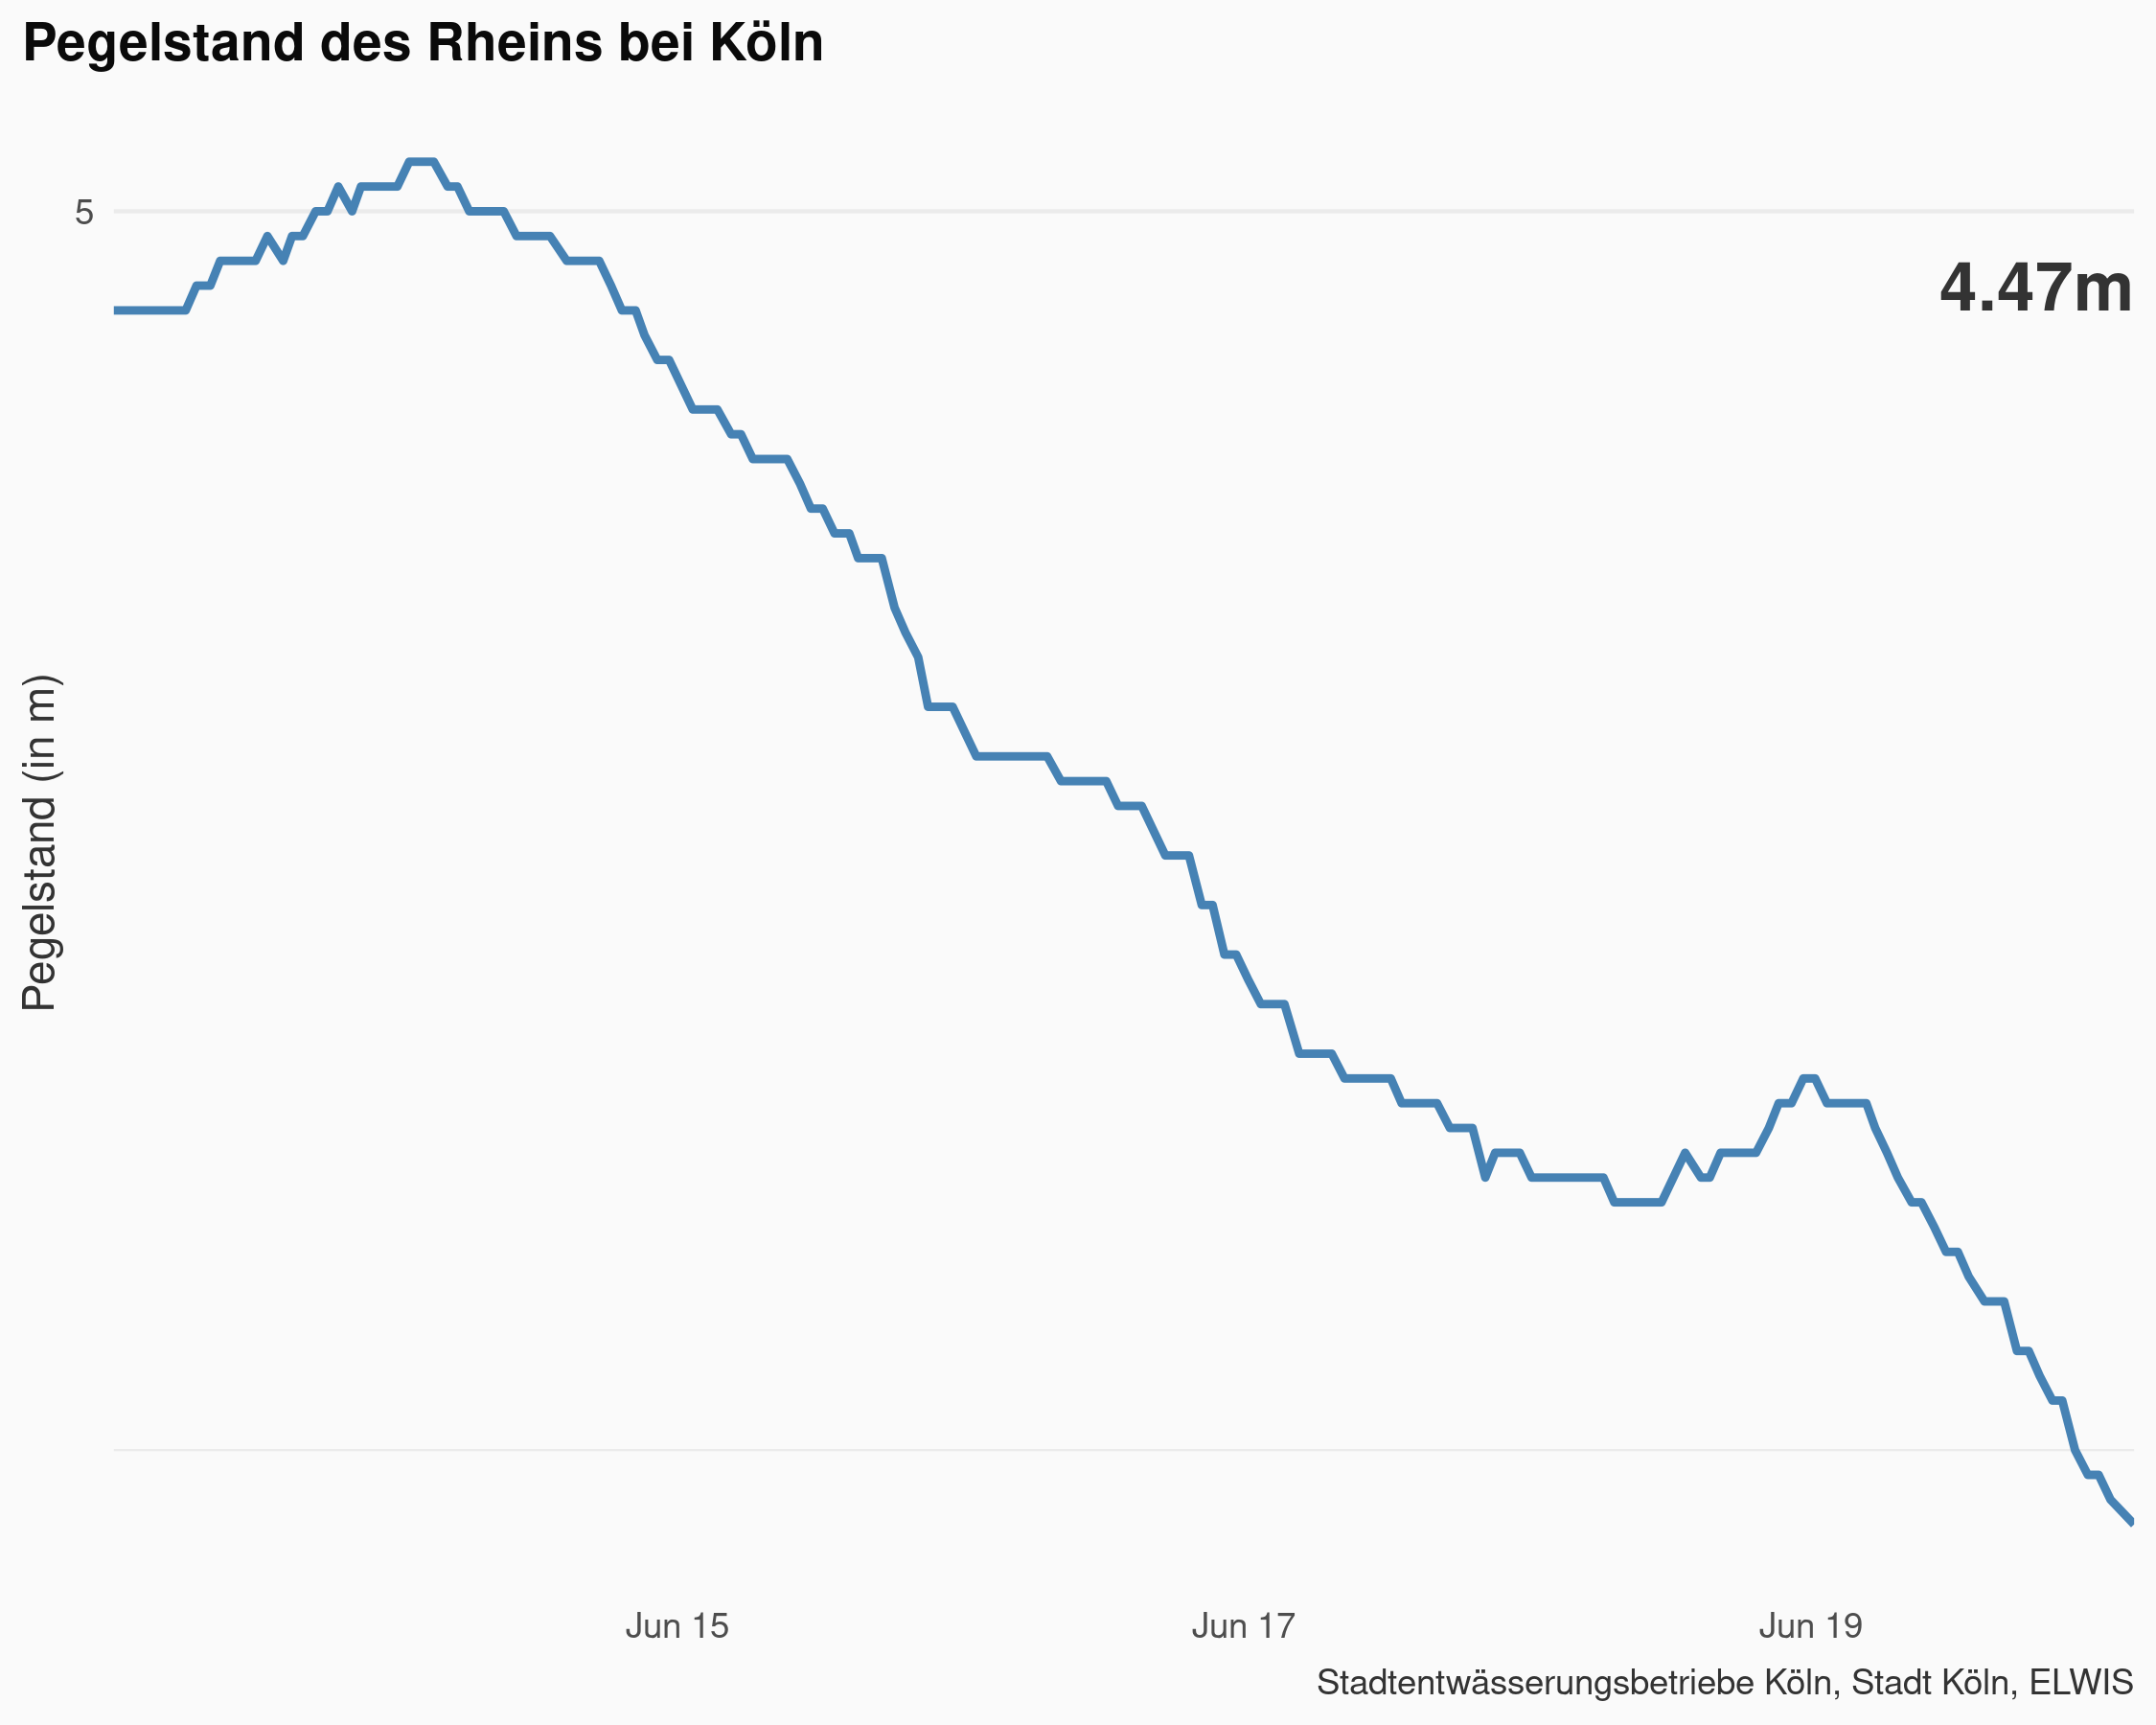 Pegelstand des Rheins bei Köln
5
4.47m
Pegelstand (in m)
Jun 15
Jun 17
Jun 19
Stadtentwässerungsbetriebe Köln, Stadt Köln, ELWIS